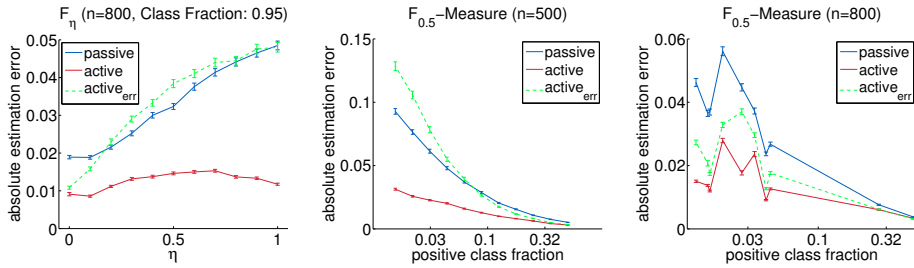 F_η (n=800, Class Fraction: 0.95)
absolute estimation error
0.05
0.04
0.03
0.02
0.01
0
passive
active
active_err
0
0.5
1
η
F_0.5−Measure (n=500)
absolute estimation error
0.15
0.1
0.05
0
passive
active
active_err
0.03
0.1
0.32
positive class fraction
F_0.5−Measure (n=800)
absolute estimation error
0.06
0.04
0.02
0
passive
active
active_err
0.03
0.1
0.32
positive class fraction